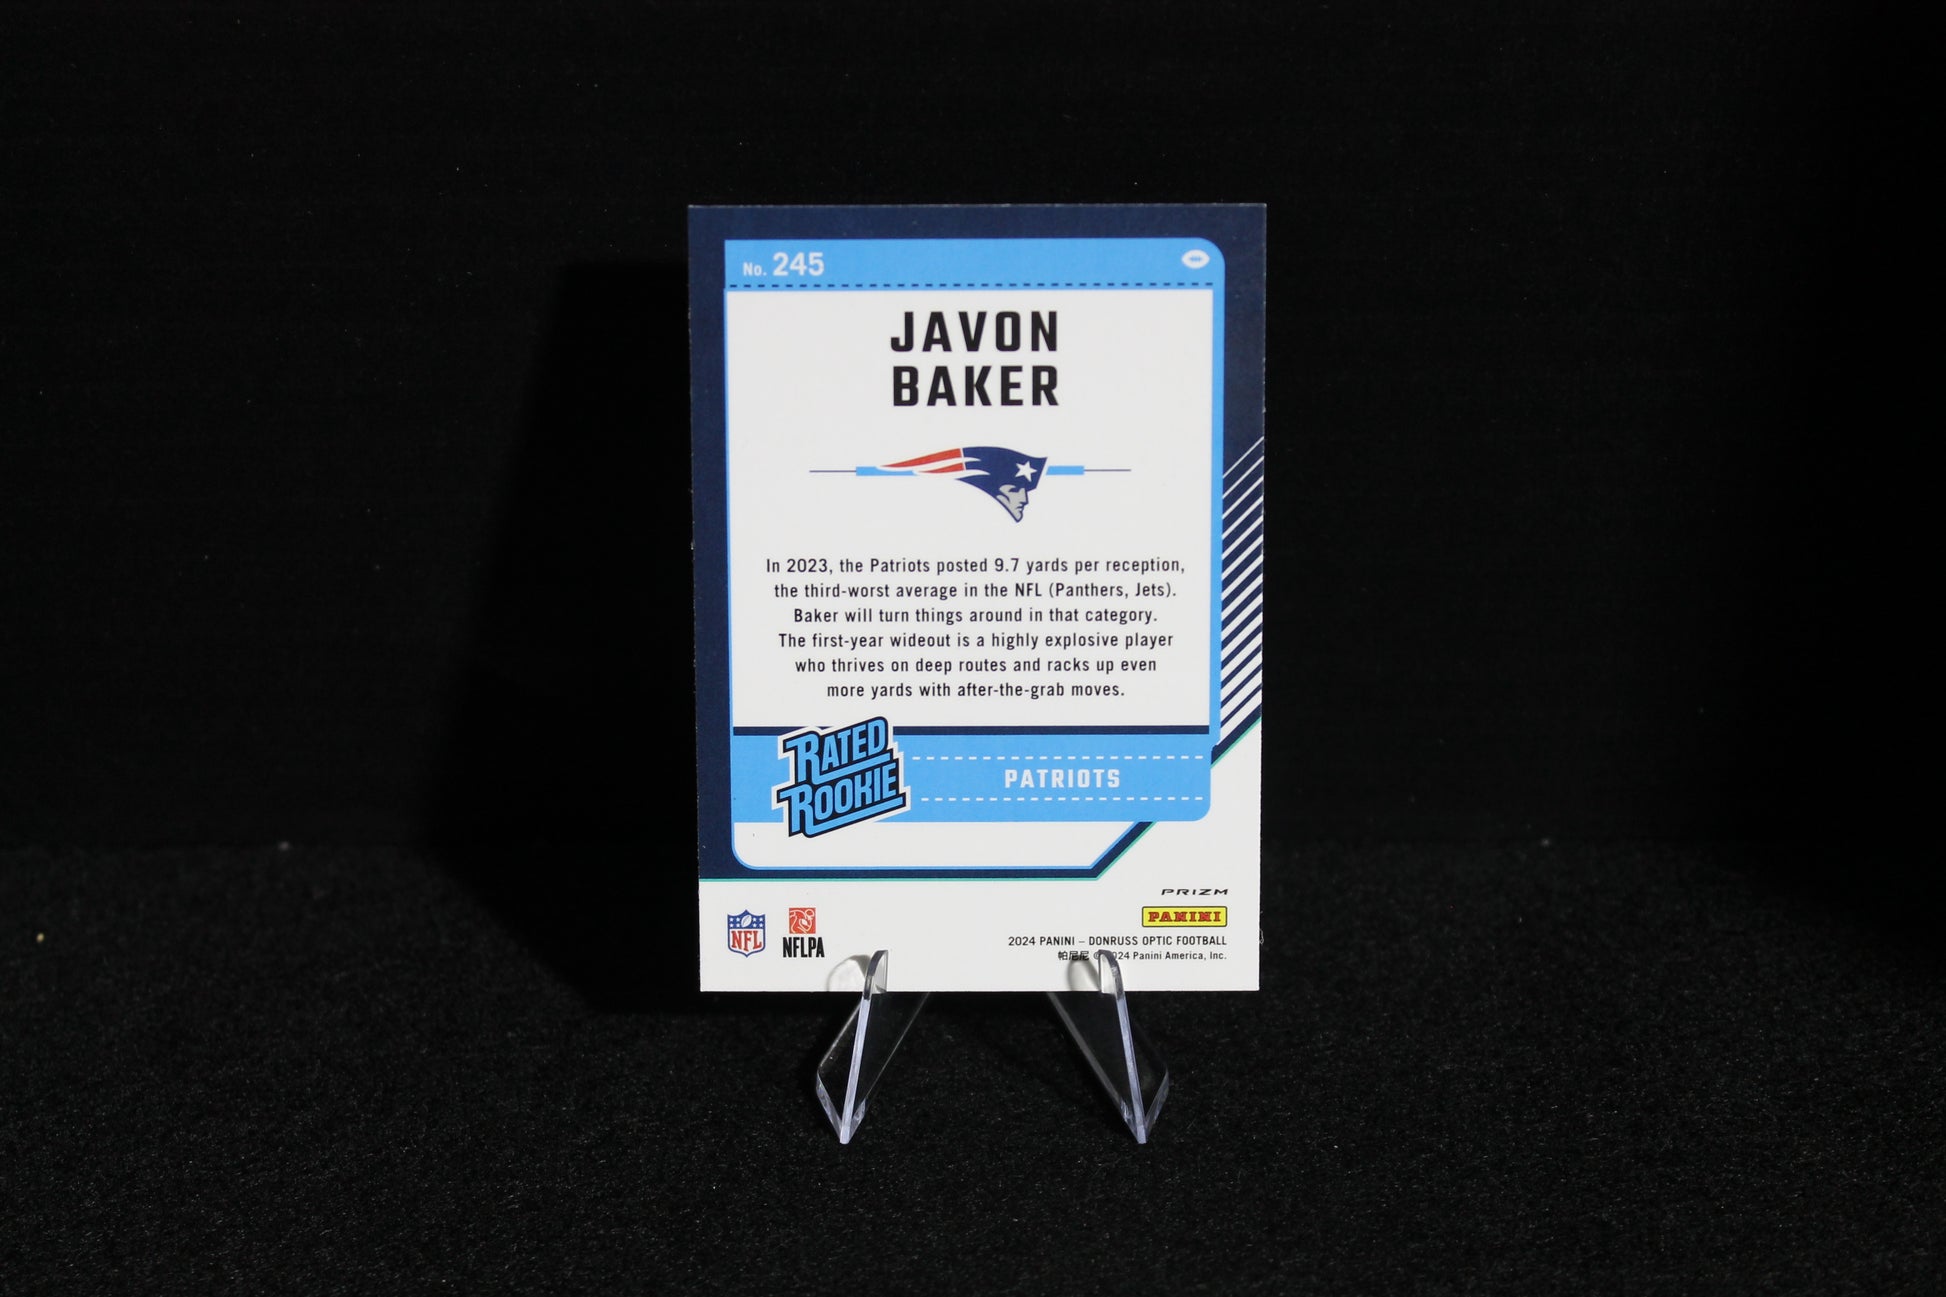 No. 245
JAVON
BAKER
In 2023, the Patriots posted 9.7 yards per reception,
the third-worst average in the NFL (Panthers, Jets).
Baker will turn things around in that category.
The first-year wideout is a highly explosive player
who thrives on deep routes and racks up even
more yards with after-the-grab moves.
RATED
ROOKIE
PATRIOTS
PRIZM
PANINI
NFL
NFLPA
2024 PANINI – DONRUSS OPTIC FOOTBALL
帕尼尼 © 2024 Panini America, Inc.